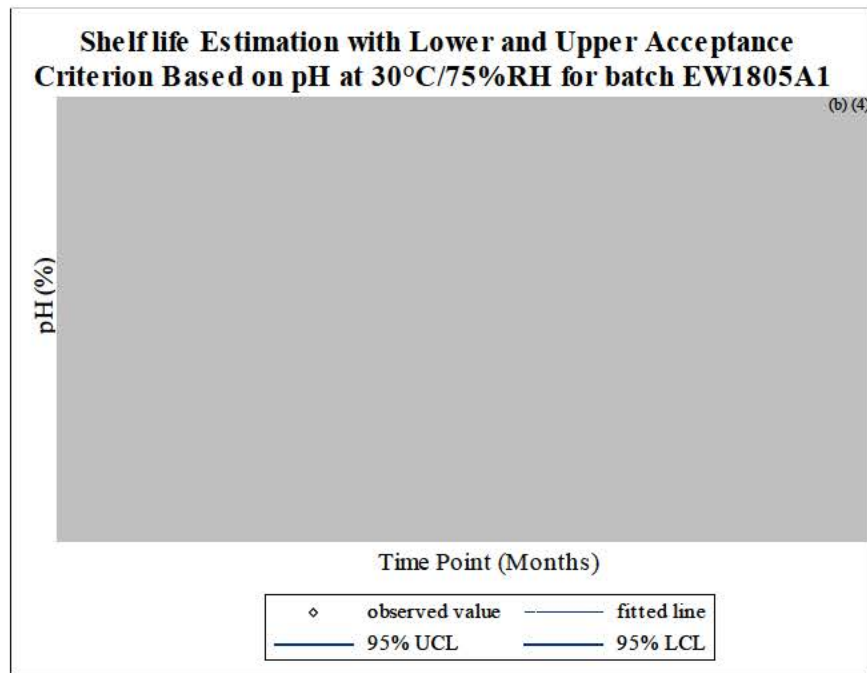 Shelf life Estimation with Lower and Upper Acceptance
Criterion Based on pH at 30°C/75%RH for batch EW1805A1
(b) (4)
pH (%)
Time Point (Months)
observed value fitted line
95% UCL 95% LCL